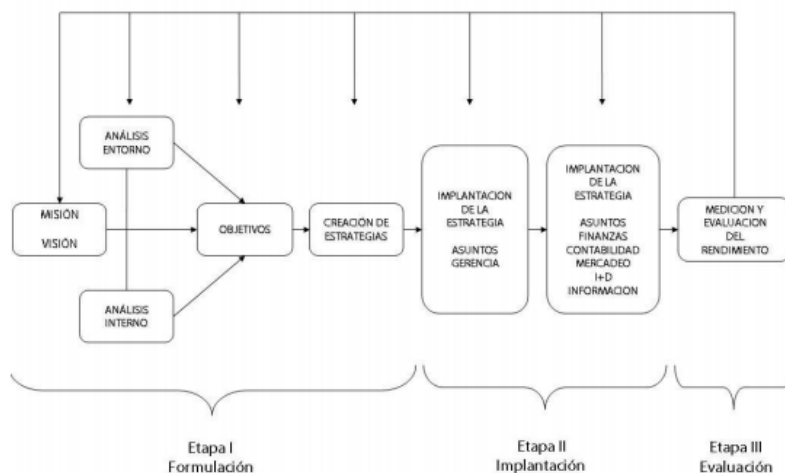 ANÁLISIS
ENTORNO
MISIÓN
VISIÓN
ANÁLISIS
INTERNO
OBJETIVOS
CREACIÓN DE
ESTRATEGIAS
IMPLANTACION
DE LA
ESTRATEGIA
ASUNTOS
GERENCIA
IMPLANTACION
DE LA
ESTRATEGIA
ASUNTOS
FINANZAS
CONTABILIDAD
MERCADEO
I+D
INFORMACION
MEDICION Y
EVALUACION
DEL
RENDIMIENTO
Etapa I
Formulación
Etapa II
Implantación
Etapa III
Evaluación